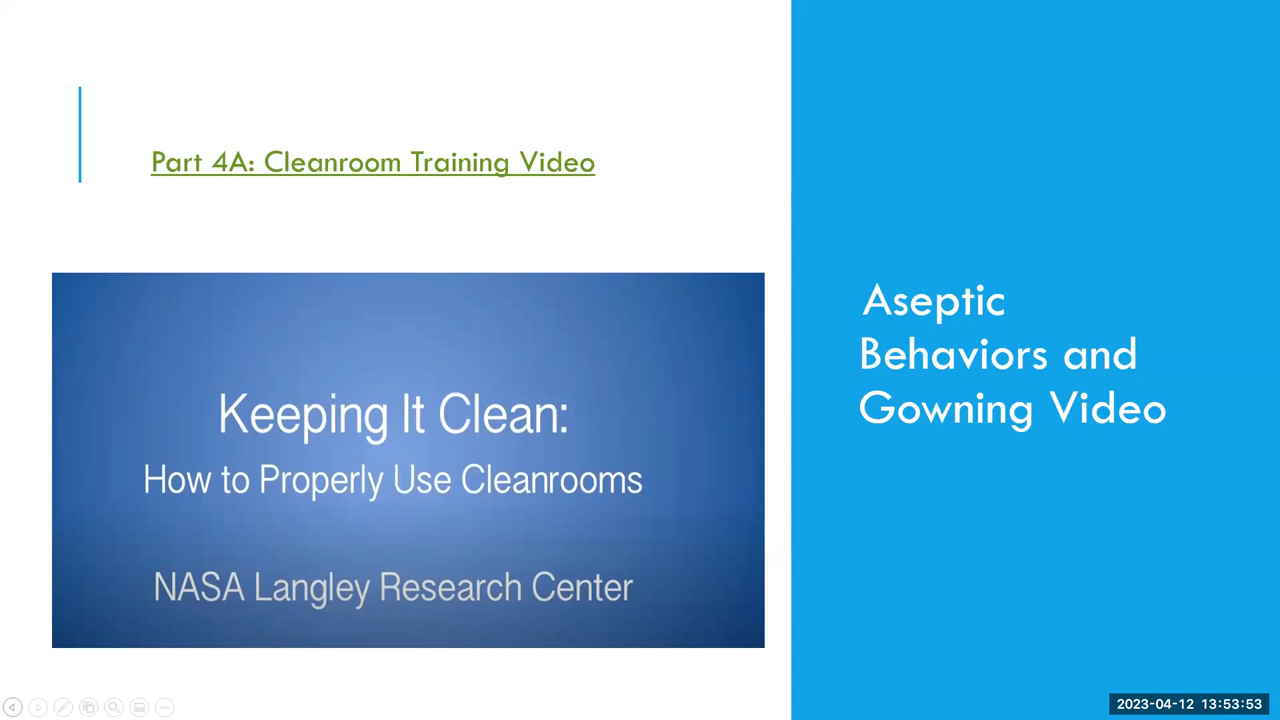 Part 4A: Cleanroom Training Video
Keeping It Clean:
How to Properly Use Cleanrooms
NASA Langley Research Center
Aseptic
Behaviors and
Gowning Video
2023-04-12 13:53:53